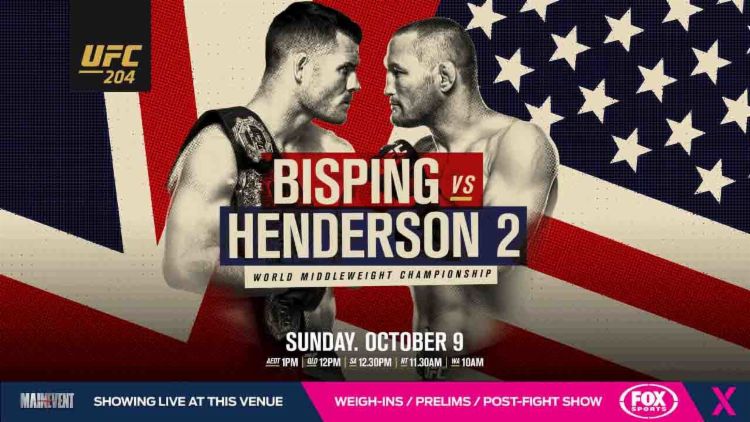 UFC
204
BISPING VS
HENDERSON 2
WORLD MIDDLEWEIGHT CHAMPIONSHIP
SUNDAY. OCTOBER 9
AEDT 1PM | QLD 12PM | SA 12.30PM | NT 11.30AM | WA 10AM
UFC
MAIN EVENT SHOWING LIVE AT THIS VENUE WEIGH-INS / PRELIMS / POST-FIGHT SHOW FOX SPORTS X